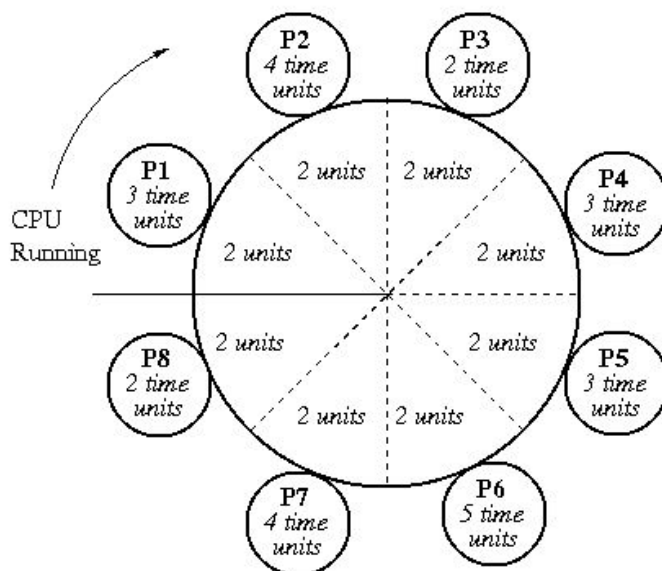 P2
4 time
units
P3
2 time
units
P1
3 time
units
2 units
2 units
P4
3 time
units
CPU
Running
2 units
2 units
P8
2 time
units
2 units
2 units
P5
3 time
units
2 units
2 units
P7
4 time
units
P6
5 time
units